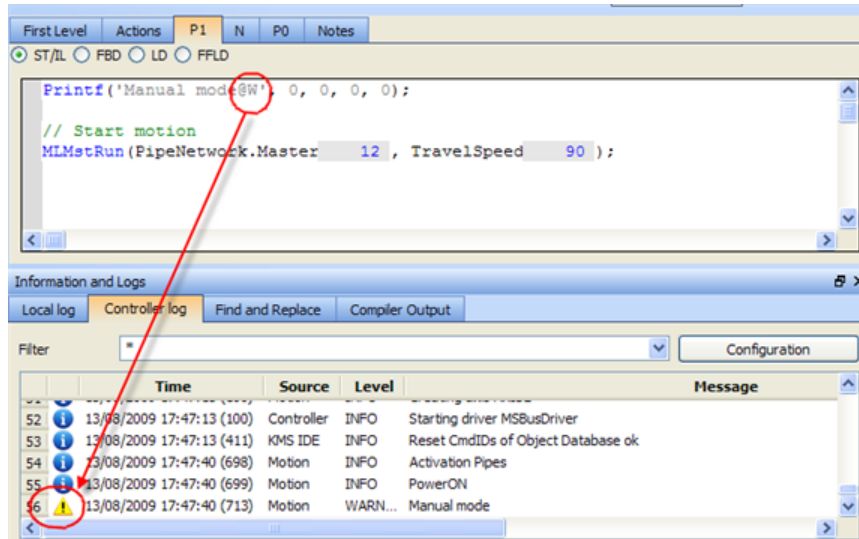 First Level Actions P1 N P0 Notes
ST/IL FBD LD FFLD
Printf('Manual mode@W', 0, 0, 0, 0);
// Start motion
MLMstRun(PipeNetwork.Master 12 , TravelSpeed 90 );
Information and Logs
Local log Controller log Find and Replace Compiler Output
Filter * Configuration
Time Source Level Message
52 13/08/2009 17:47:13 (100) Controller INFO Starting driver MSBusDriver
53 13/08/2009 17:47:13 (411) KMS IDE INFO Reset CmdIDs of Object Database ok
54 13/08/2009 17:47:40 (698) Motion INFO Activation Pipes
55 13/08/2009 17:47:40 (699) Motion INFO PowerON
56 13/08/2009 17:47:40 (713) Motion WARN... Manual mode